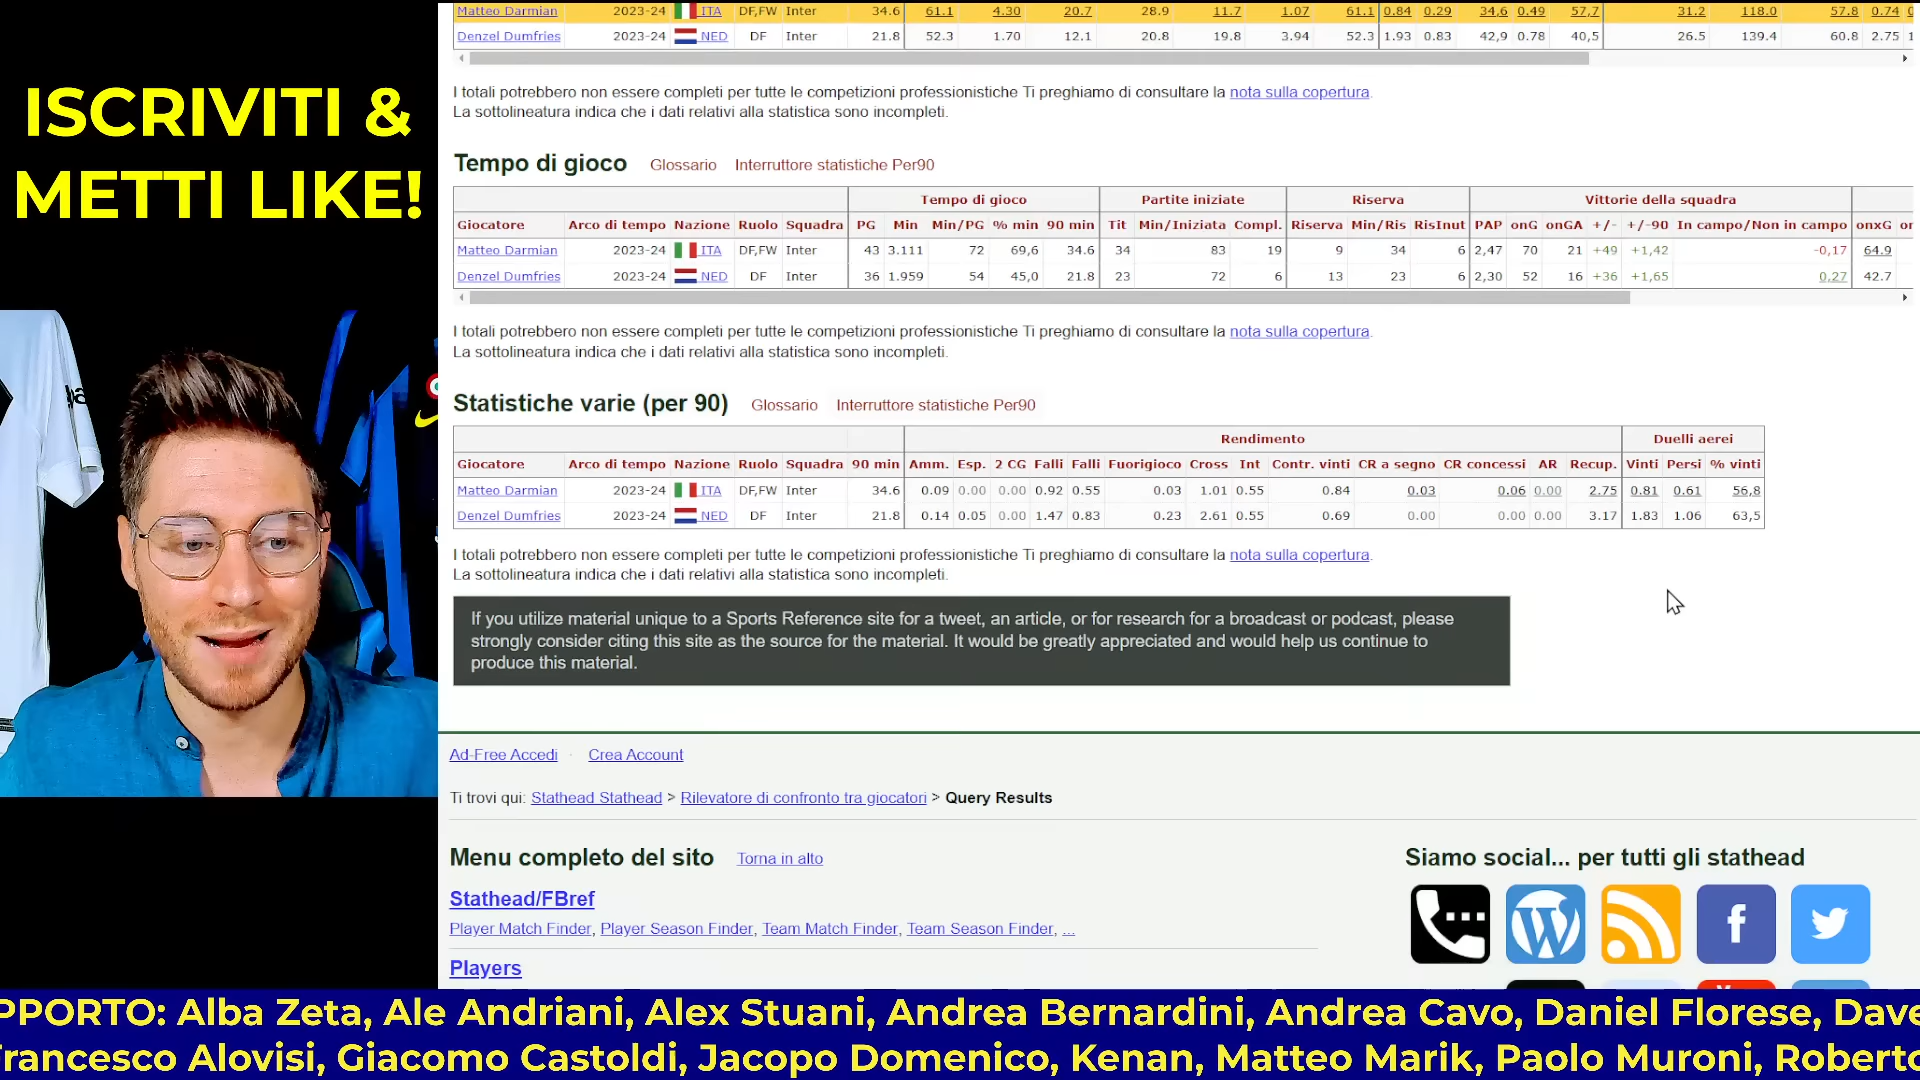 ISCRIVITI &
METTI LIKE!
Matteo Darmian 2023-24 ITA DF,FW Inter 34.6 61.1 4.30 20.7 28.9 11.7 1.07 61.1 0.84 0.29 34,6 0.49 57,7 31.2 118.0 57.8 0.74
Denzel Dumfries 2023-24 NED DF Inter 21.8 52.3 1.70 12.1 20.8 19.8 3.94 52.3 1.93 0.83 42,9 0.78 40,5 26.5 139.4 60.8 2.75 1
I totali potrebbero non essere completi per tutte le competizioni professionistiche Ti preghiamo di consultare la nota sulla copertura.
La sottolineatura indica che i dati relativi alla statistica sono incompleti.
Tempo di gioco Glossario Interruttore statistiche Per90
Tempo di gioco Partite iniziate Riserva Vittorie della squadra
Giocatore Arco di tempo Nazione Ruolo Squadra PG Min Min/PG % min 90 min Tit Min/Iniziata Compl. Riserva Min/Ris RisInut PAP onG onGA +/- +/-90 In campo/Non in campo onxG or
Matteo Darmian 2023-24 ITA DF,FW Inter 43 3.111 72 69,6 34.6 34 83 19 9 34 6 2,47 70 21 +49 +1,42 -0,17 64.9
Denzel Dumfries 2023-24 NED DF Inter 36 1.959 54 45,0 21.8 23 72 6 13 23 6 2,30 52 16 +36 +1,65 0,27 42.7
I totali potrebbero non essere completi per tutte le competizioni professionistiche Ti preghiamo di consultare la nota sulla copertura.
La sottolineatura indica che i dati relativi alla statistica sono incompleti.
Statistiche varie (per 90) Glossario Interruttore statistiche Per90
Rendimento Duelli aerei
Giocatore Arco di tempo Nazione Ruolo Squadra 90 min Amm. Esp. 2 CG Falli Falli Fuorigioco Cross Int Contr. vinti CR a segno CR concessi AR Recup. Vinti Persi % vinti
Matteo Darmian 2023-24 ITA DF,FW Inter 34.6 0.09 0.00 0.00 0.92 0.55 0.03 1.01 0.55 0.84 0.03 0.06 0.00 2.75 0.81 0.61 56,8
Denzel Dumfries 2023-24 NED DF Inter 21.8 0.14 0.05 0.00 1.47 0.83 0.23 2.61 0.55 0.69 0.00 0.00 0.00 3.17 1.83 1.06 63,5
I totali potrebbero non essere completi per tutte le competizioni professionistiche Ti preghiamo di consultare la nota sulla copertura.
La sottolineatura indica che i dati relativi alla statistica sono incompleti.
If you utilize material unique to a Sports Reference site for a tweet, an article, or for research for a broadcast or podcast, please
strongly consider citing this site as the source for the material. It would be greatly appreciated and would help us continue to
produce this material.
Ad-Free Accedi · Crea Account
Ti trovi qui: Stathead Stathead > Rilevatore di confronto tra giocatori > Query Results
Menu completo del sito Torna in alto
Siamo social... per tutti gli stathead
Stathead/FBref
Player Match Finder, Player Season Finder, Team Match Finder, Team Season Finder, ...
Players
PPORTO: Alba Zeta, Ale Andriani, Alex Stuani, Andrea Bernardini, Andrea Cavo, Daniel Florese, Dave
Francesco Alovisi, Giacomo Castoldi, Jacopo Domenico, Kenan, Matteo Marik, Paolo Muroni, Roberto